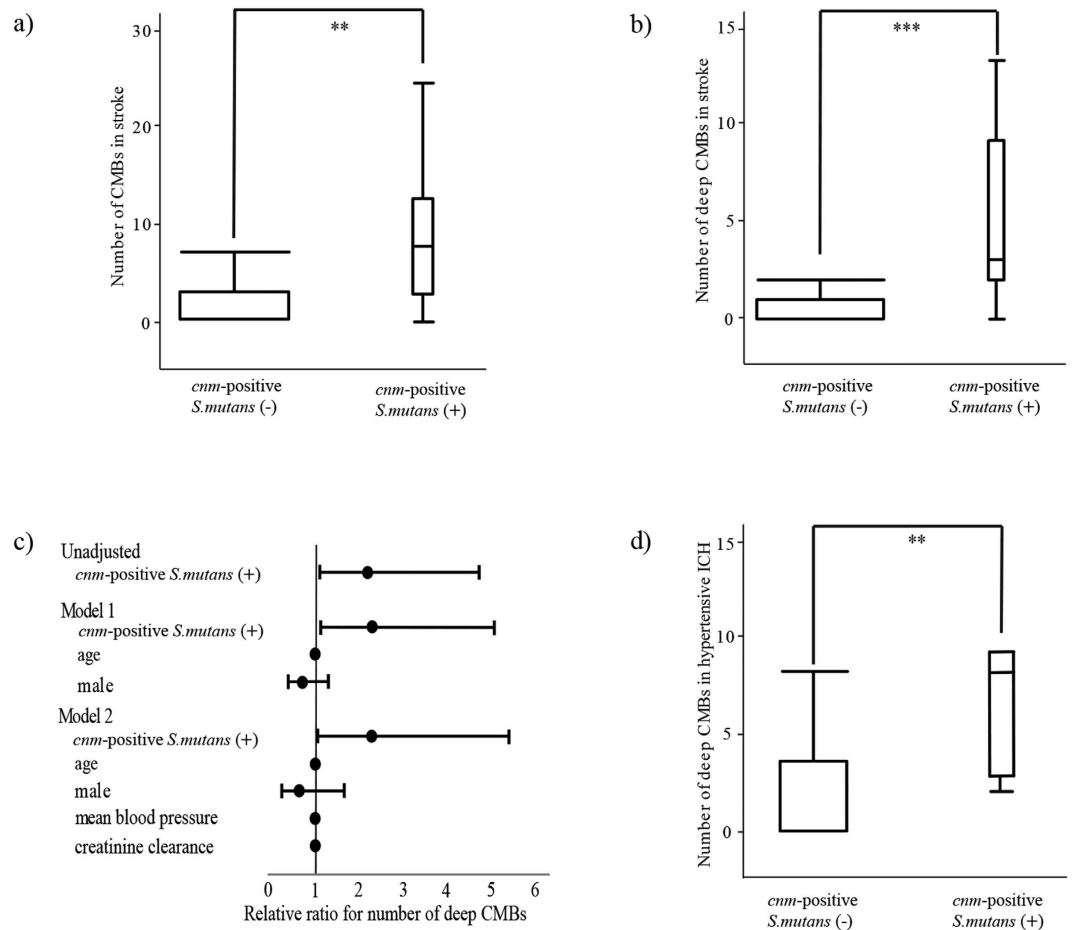 a)
Number of CMBs in stroke
30
20
10
0
**
cnm-positive
S.mutans (-)
cnm-positive
S.mutans (+)
b)
Number of deep CMBs in stroke
15
10
5
0
***
cnm-positive
S.mutans (-)
cnm-positive
S.mutans (+)
c)
Unadjusted
cnm-positive S.mutans (+)
Model 1
cnm-positive S.mutans (+)
age
male
Model 2
cnm-positive S.mutans (+)
age
male
mean blood pressure
creatinine clearance
0 1 2 3 4 5 6
Relative ratio for number of deep CMBs
d)
Number of deep CMBs in hypertensive ICH
15
10
5
0
**
cnm-positive
S.mutans (-)
cnm-positive
S.mutans (+)